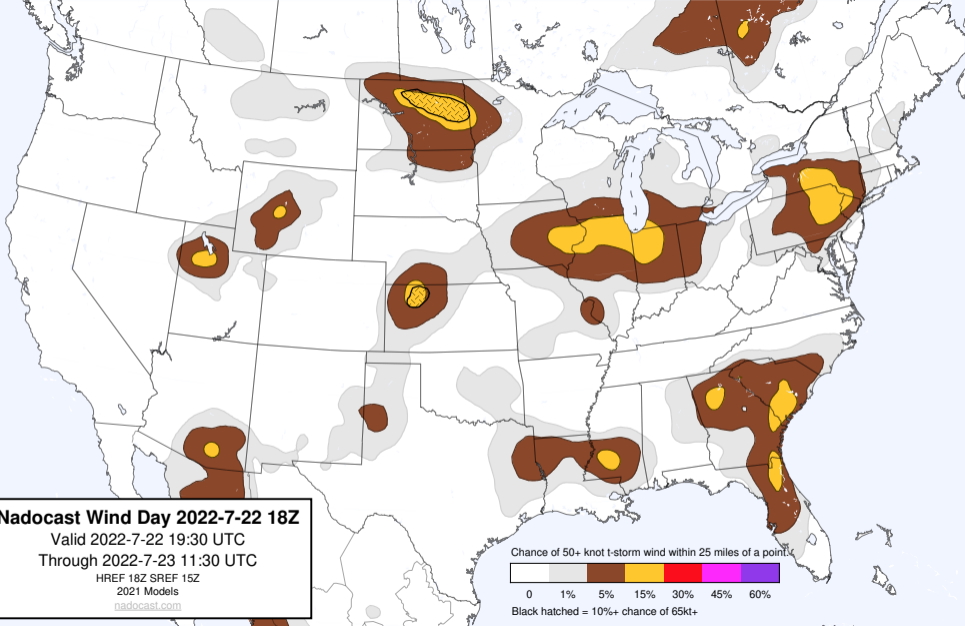 Nadocast Wind Day 2022-7-22 18Z
Valid 2022-7-22 19:30 UTC
Through 2022-7-23 11:30 UTC
HREF 18Z SREF 15Z
2021 Models
nadocast.com
Chance of 50+ knot t-storm wind within 25 miles of a point.
0 1% 5% 15% 30% 45% 60%
Black hatched = 10%+ chance of 65kt+